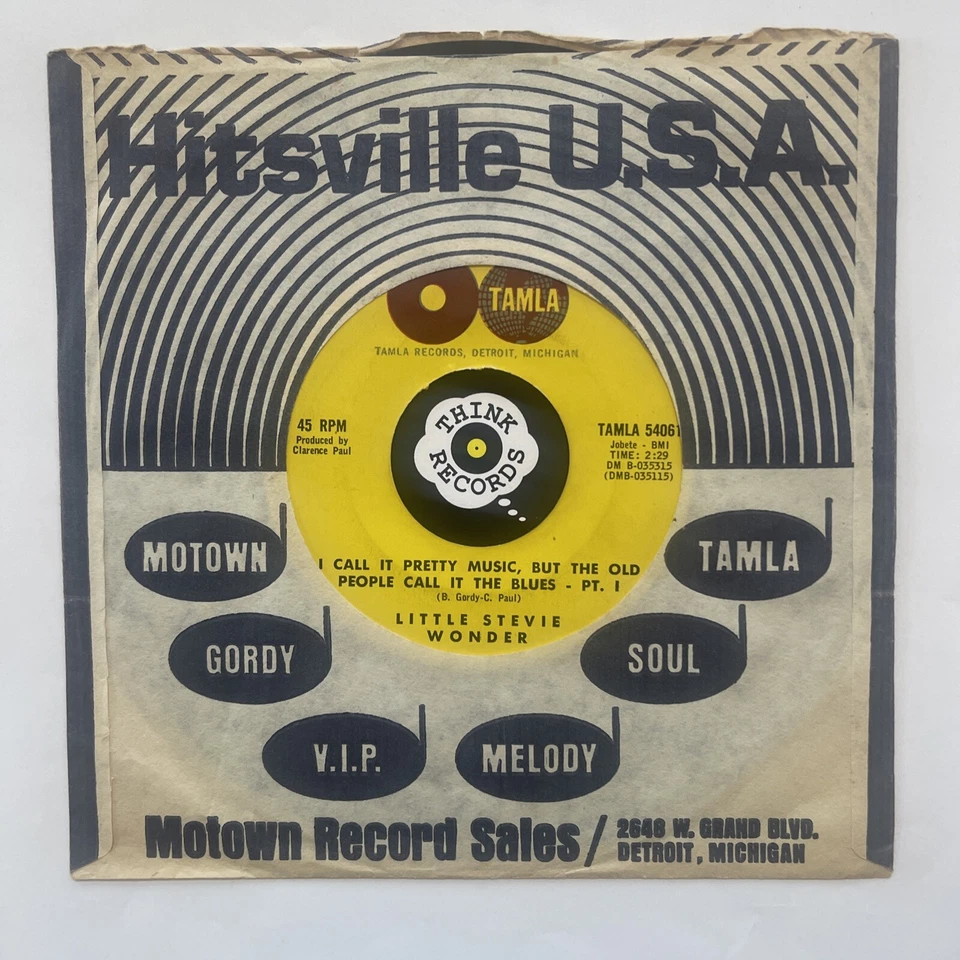 Hitsville U.S.A.
TAMLA
TAMLA RECORDS, DETROIT, MICHIGAN
THINK
RECORDS
45 RPM
Produced by
Clarence Paul
TAMLA 54061
Jobete - BMI
TIME: 2:29
DM B-035315
(DMB-035115)
I CALL IT PRETTY MUSIC, BUT THE OLD
PEOPLE CALL IT THE BLUES - PT. I
(B. Gordy-C. Paul)
LITTLE STEVIE
WONDER
MOTOWN
TAMLA
GORDY
SOUL
V.I.P.
MELODY
Motown Record Sales/ 2648 W. GRAND BLVD.
DETROIT, MICHIGAN